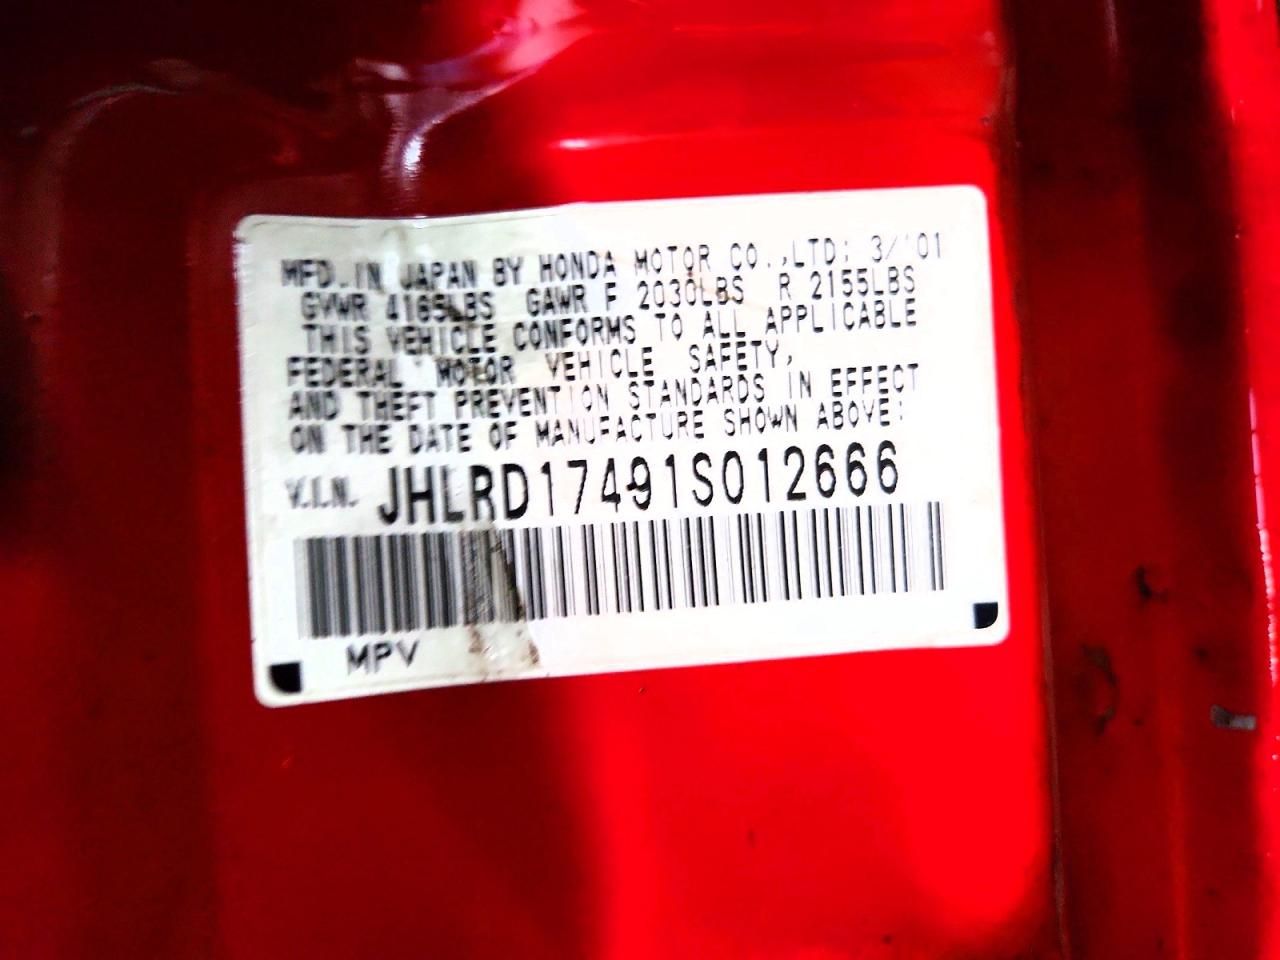 MFD. IN JAPAN BY HONDA MOTOR CO.,LTD: 3/'01
GVWR 4165LBS GAWR F 2030LBS R 2155LBS
THIS VEHICLE CONFORMS TO ALL APPLICABLE
FEDERAL MOTOR VEHICLE SAFETY,
AND THEFT PREVENTION STANDARDS IN EFFECT
ON THE DATE OF MANUFACTURE SHOWN ABOVE:
V.I.N. JHLRD17491S012666
MPV